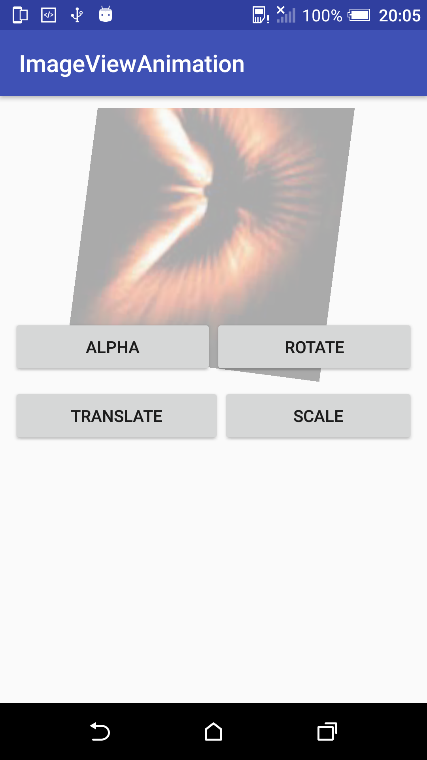 100% 20:05
ImageViewAnimation
ALPHA ROTATE
TRANSLATE SCALE